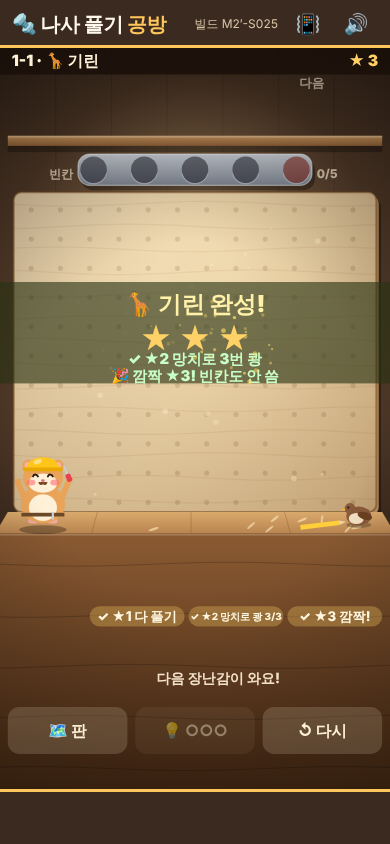 나사 풀기 공방 빌드 M2'-S025
1-1 · 기린 ★ 3
다음
빈칸 0/5
기린 완성!
★ ★ ★
✓ ★2 망치로 3번 쾅
깜짝 ★3! 빈칸도 안 씀
✓ ★1 다 풀기 ✓ ★2 망치로 쾅 3/3 ✓ ★3 깜짝!
다음 장난감이 와요!
판 다시